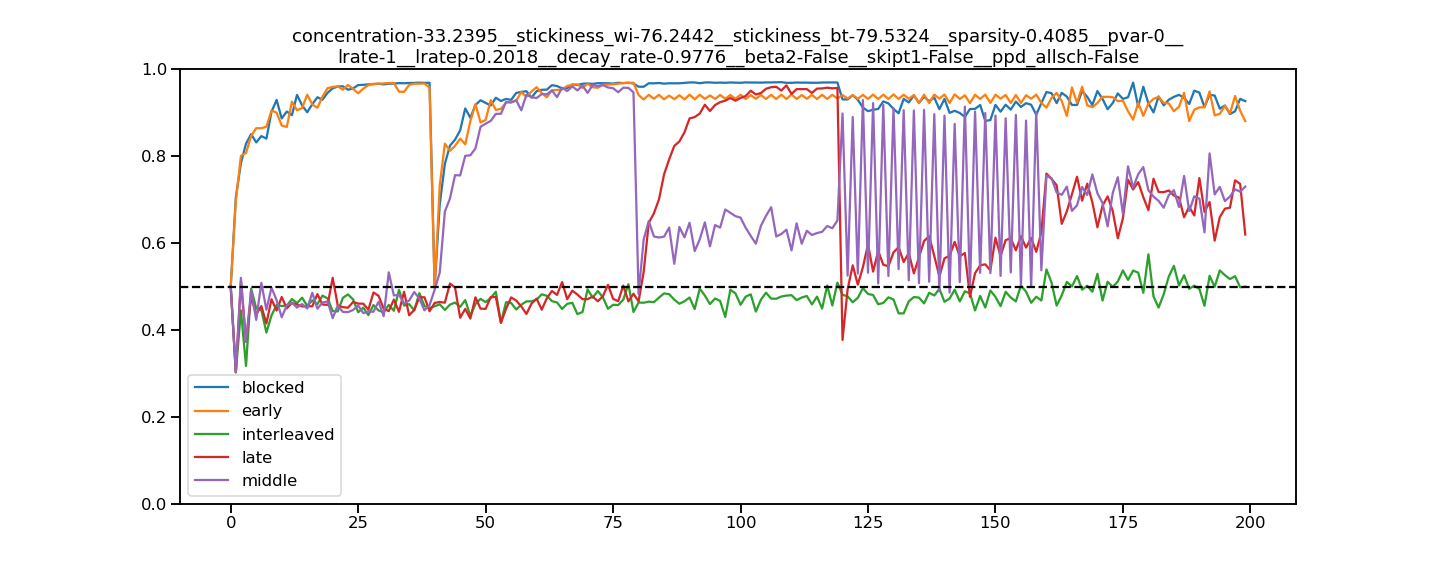 concentration-33.2395__stickiness_wi-76.2442__stickiness_bt-79.5324__sparsity-0.4085__pvar-0__
lrate-1__lratep-0.2018__decay_rate-0.9776__beta2-False__skipt1-False__ppd_allsch-False
1.0
0.8
0.6
0.4
0.2
0.0
blocked
early
interleaved
late
middle
0 25 50 75 100 125 150 175 200